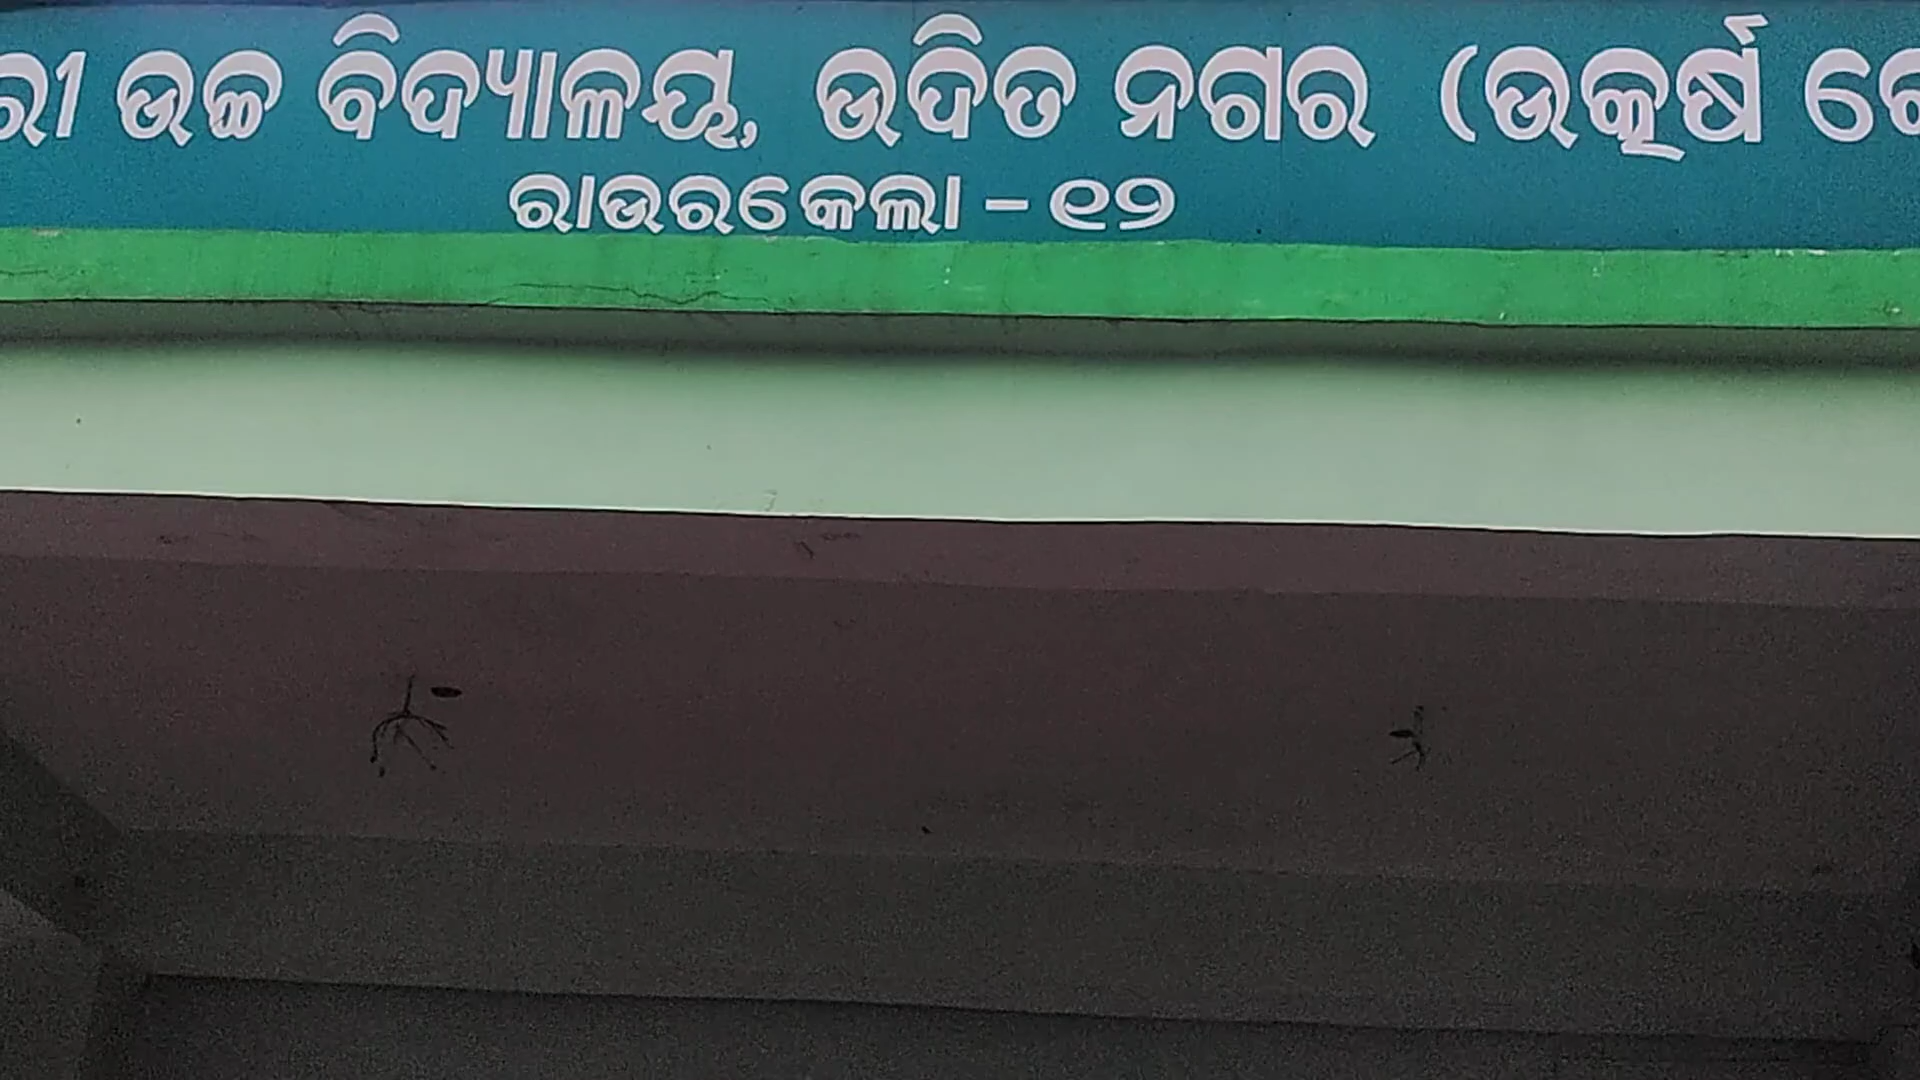 ରୀ ଉଚ୍ଚ ବିଦ୍ୟାଳୟ, ଉଦିତ ନଗର (ଉତ୍କର୍ଷ କେ
ରାଉରକେଲା - ୧୨